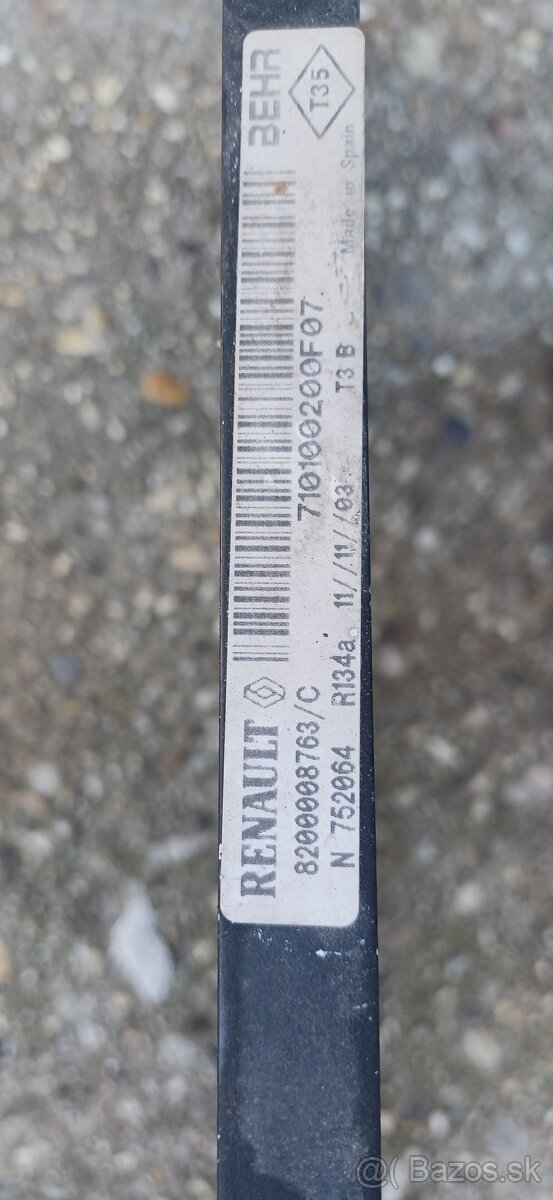 RENAULT
8200008763/C
N 752064 R134a 11//11//03 T3 B Made in Spain
710100200F07
BEHR
T35
Bazos.sk